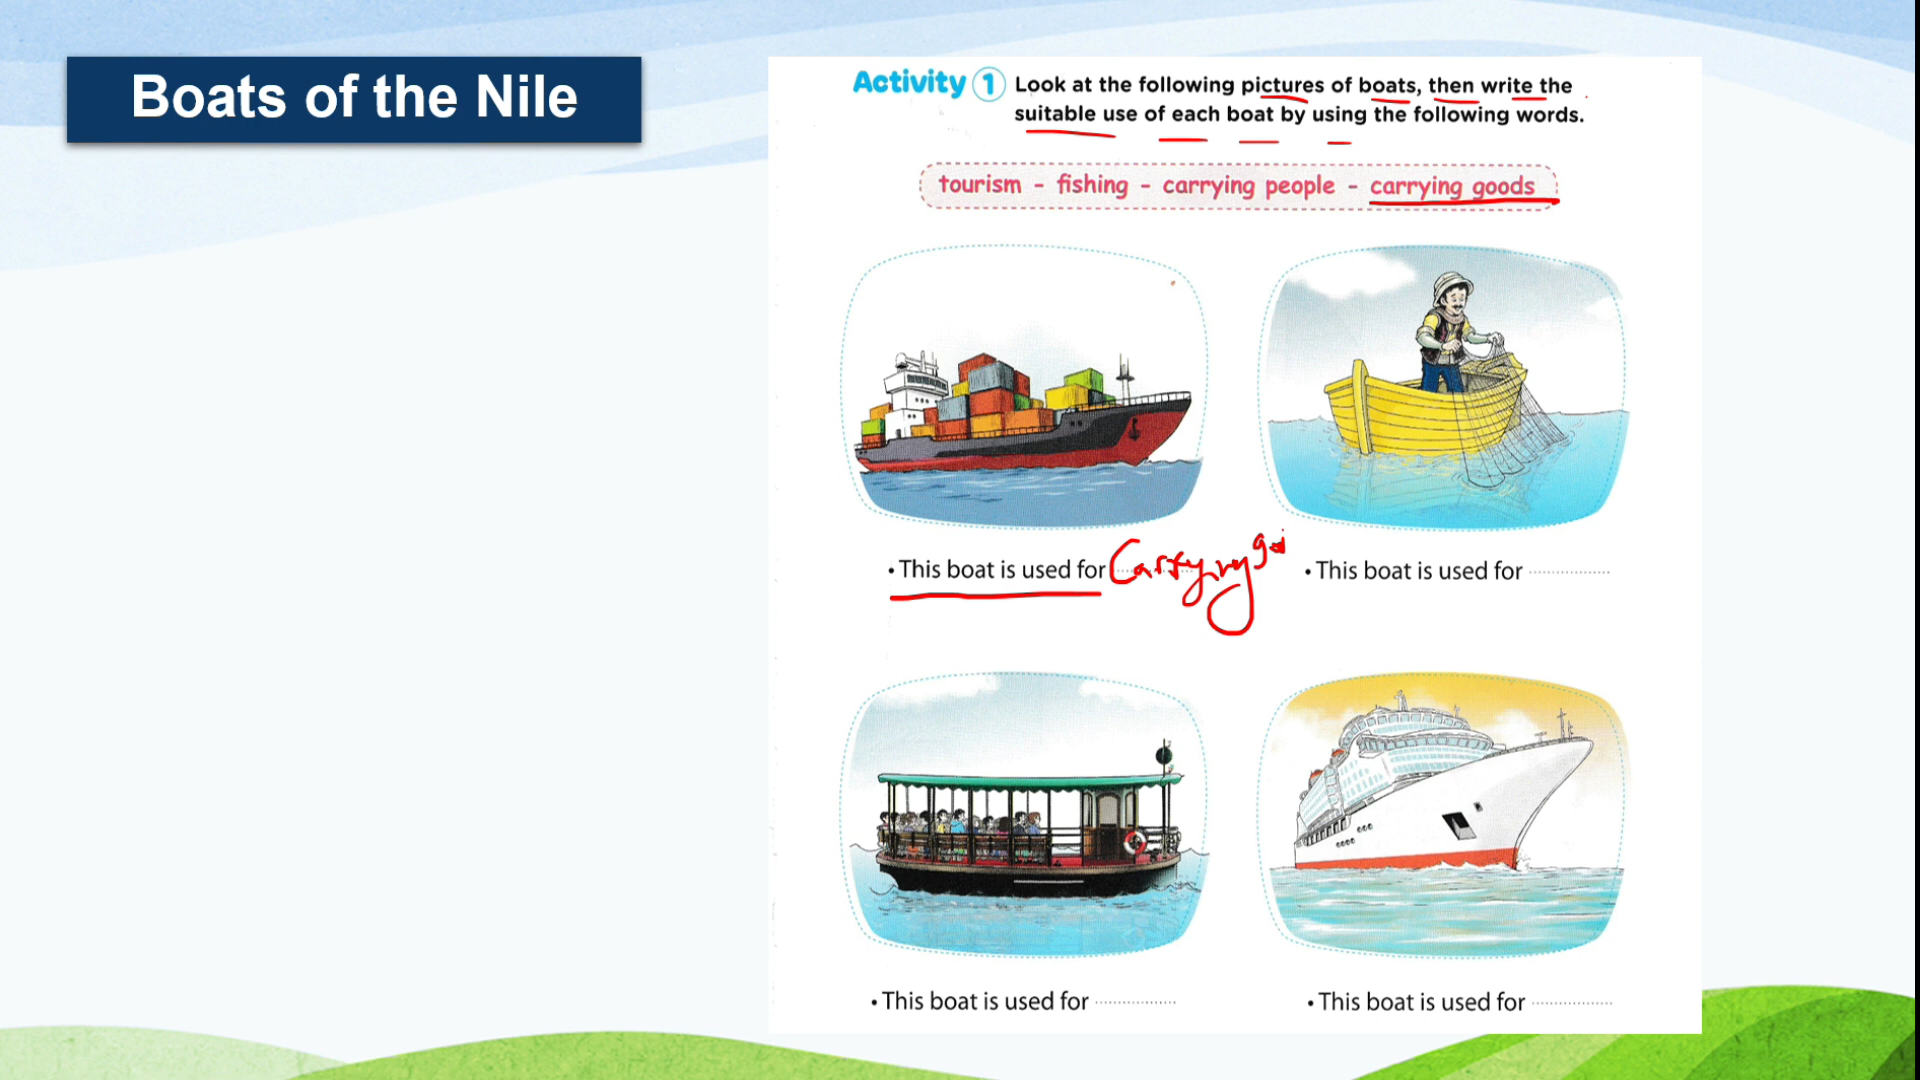 Boats of the Nile
Activity 1 Look at the following pictures of boats, then write the
suitable use of each boat by using the following words.
tourism - fishing - carrying people - carrying goods
• This boat is used for Carrying
• This boat is used for ................
• This boat is used for ................
• This boat is used for ................